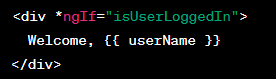 <div *ngIf="isUserLoggedIn">
Welcome, {{ userName }}
</div>